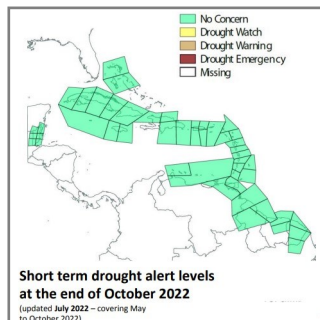 No Concern
Drought Watch
Drought Warning
Drought Emergency
Missing
Short term drought alert levels
at the end of October 2022
(updated July 2022 – covering May
to October 2022)